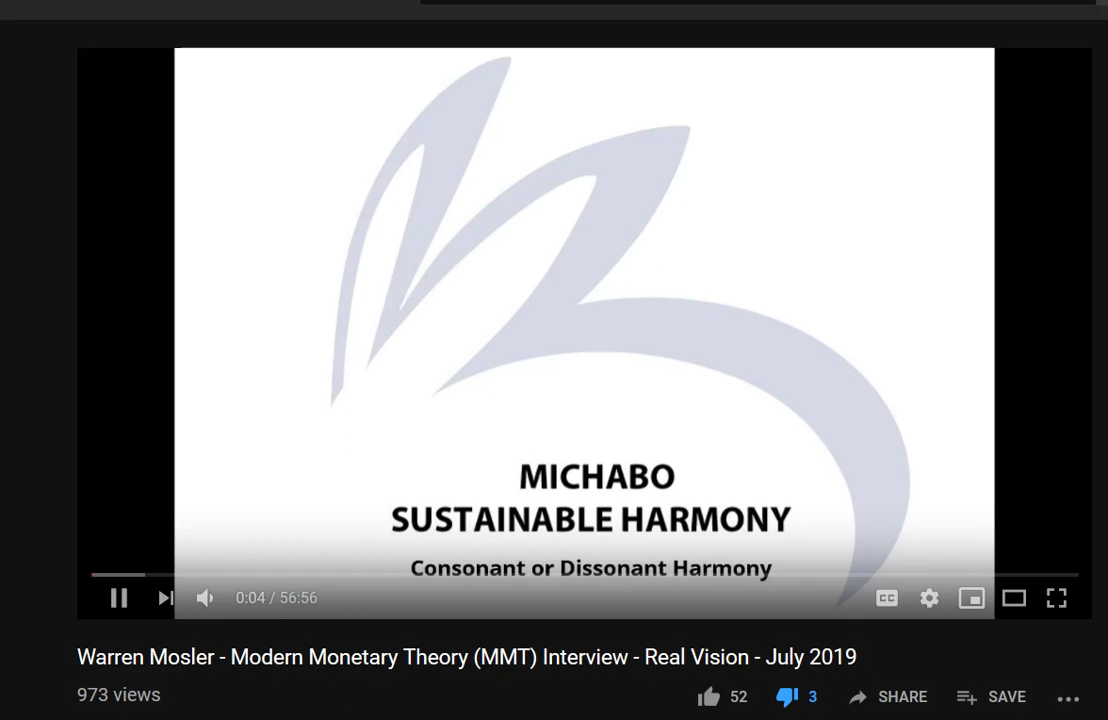 MICHABO
SUSTAINABLE HARMONY
Consonant or Dissonant Harmony
0:04 / 56:56
CC
Warren Mosler - Modern Monetary Theory (MMT) Interview - Real Vision - July 2019
973 views
52
3
SHARE
SAVE